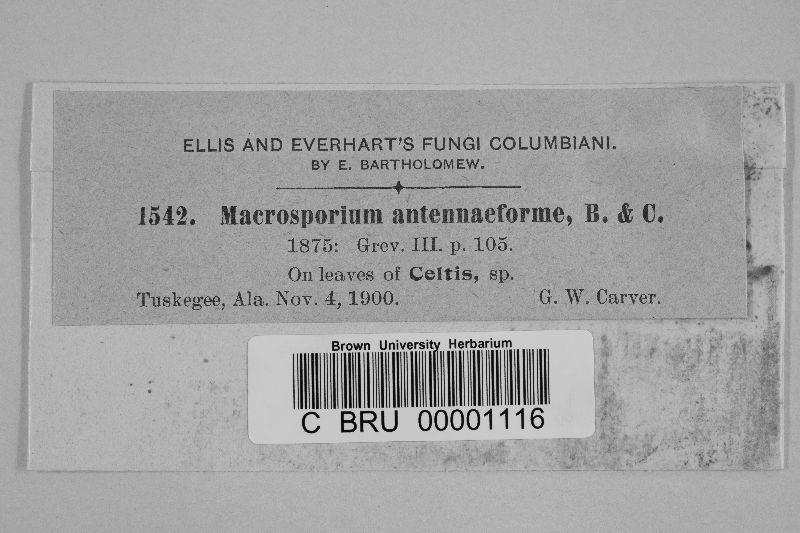 ELLIS AND EVERHART'S FUNGI COLUMBIANI.
BY E. BARTHOLOMEW.
1542. Macrosporium antennaeforme, B. & C.
1875: Grev. III. p. 105.
On leaves of Celtis, sp.
Tuskegee, Ala. Nov. 4, 1900. G. W. Carver.
Brown University Herbarium
C BRU 00001116